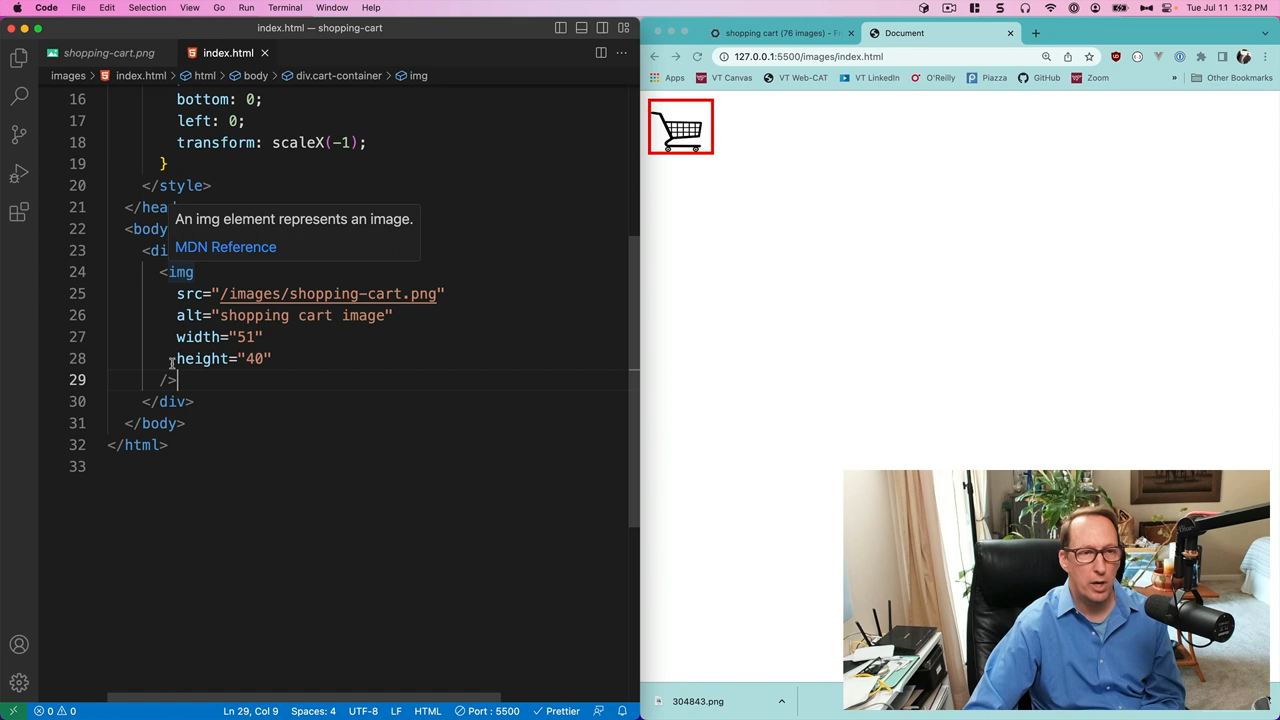 Code File Edit Selection View Go Run Terminal Window Help
Tue Jul 11 1:32 PM
index.html — shopping-cart
shopping-cart.png
index.html
images > index.html > html > body > div.cart-container > img
16 bottom: 0;
17 left: 0;
18 transform: scaleX(-1);
19 }
20 </style>
21 </hea
22 <body
23 <di
An img element represents an image.
MDN Reference
24 <img
25 src="/images/shopping-cart.png"
26 alt="shopping cart image"
27 width="51"
28 height="40"
29 />
30 </div>
31 </body>
32 </html>
33
0 0
Ln 29, Col 9 Spaces: 4 UTF-8 LF HTML Port : 5500 Prettier
shopping cart (76 images) - F
Document
127.0.0.1:5500/images/index.html
Apps VT Canvas VT Web-CAT VT LinkedIn O'Reilly Piazza GitHub Zoom » Other Bookmarks
304843.png